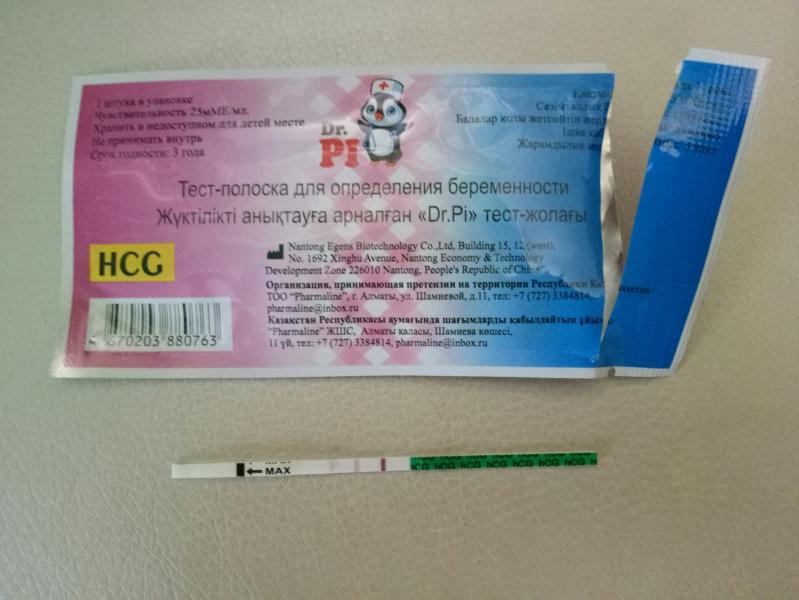 1 штука в упаковке
Чувствительность 25мМЕ/мл.
Хранить в недоступном для детей месте
Не принимать внутрь
Срок годности: 3 года
Балалар қолы жетпейтін жерде
Жарамдылық
Dr.
PI
Тест-полоска для определения беременности
Жүктілікті анықтауға арналған «Dr.Pi» тест-жолағы
HCG
Nantong Egens Biotechnology Co.,Ltd, Building 15, 12 (west),
No. 1692 Xinghu Avenue, Nantong Economy & Technology
Development Zone 226010 Nantong, People's Republic of China
Организация, принимающая претензии на территории Республики
ТОО "Pharmaline", г. Алматы, ул. Шамиевой, д.11, тел: +7 (727) 3384814,
pharmaline@inbox.ru
Қазақстан Республикасы аумағында шағымдарды қабылдайтын ұйым
"Pharmaline" ЖШС, Алматы қаласы, Шамиева көшесі,
11 үй, тел: +7 (727) 3384814, pharmaline@inbox.ru
4 870203 880763
MAX
hCG hCG hCG hCG hCG hCG